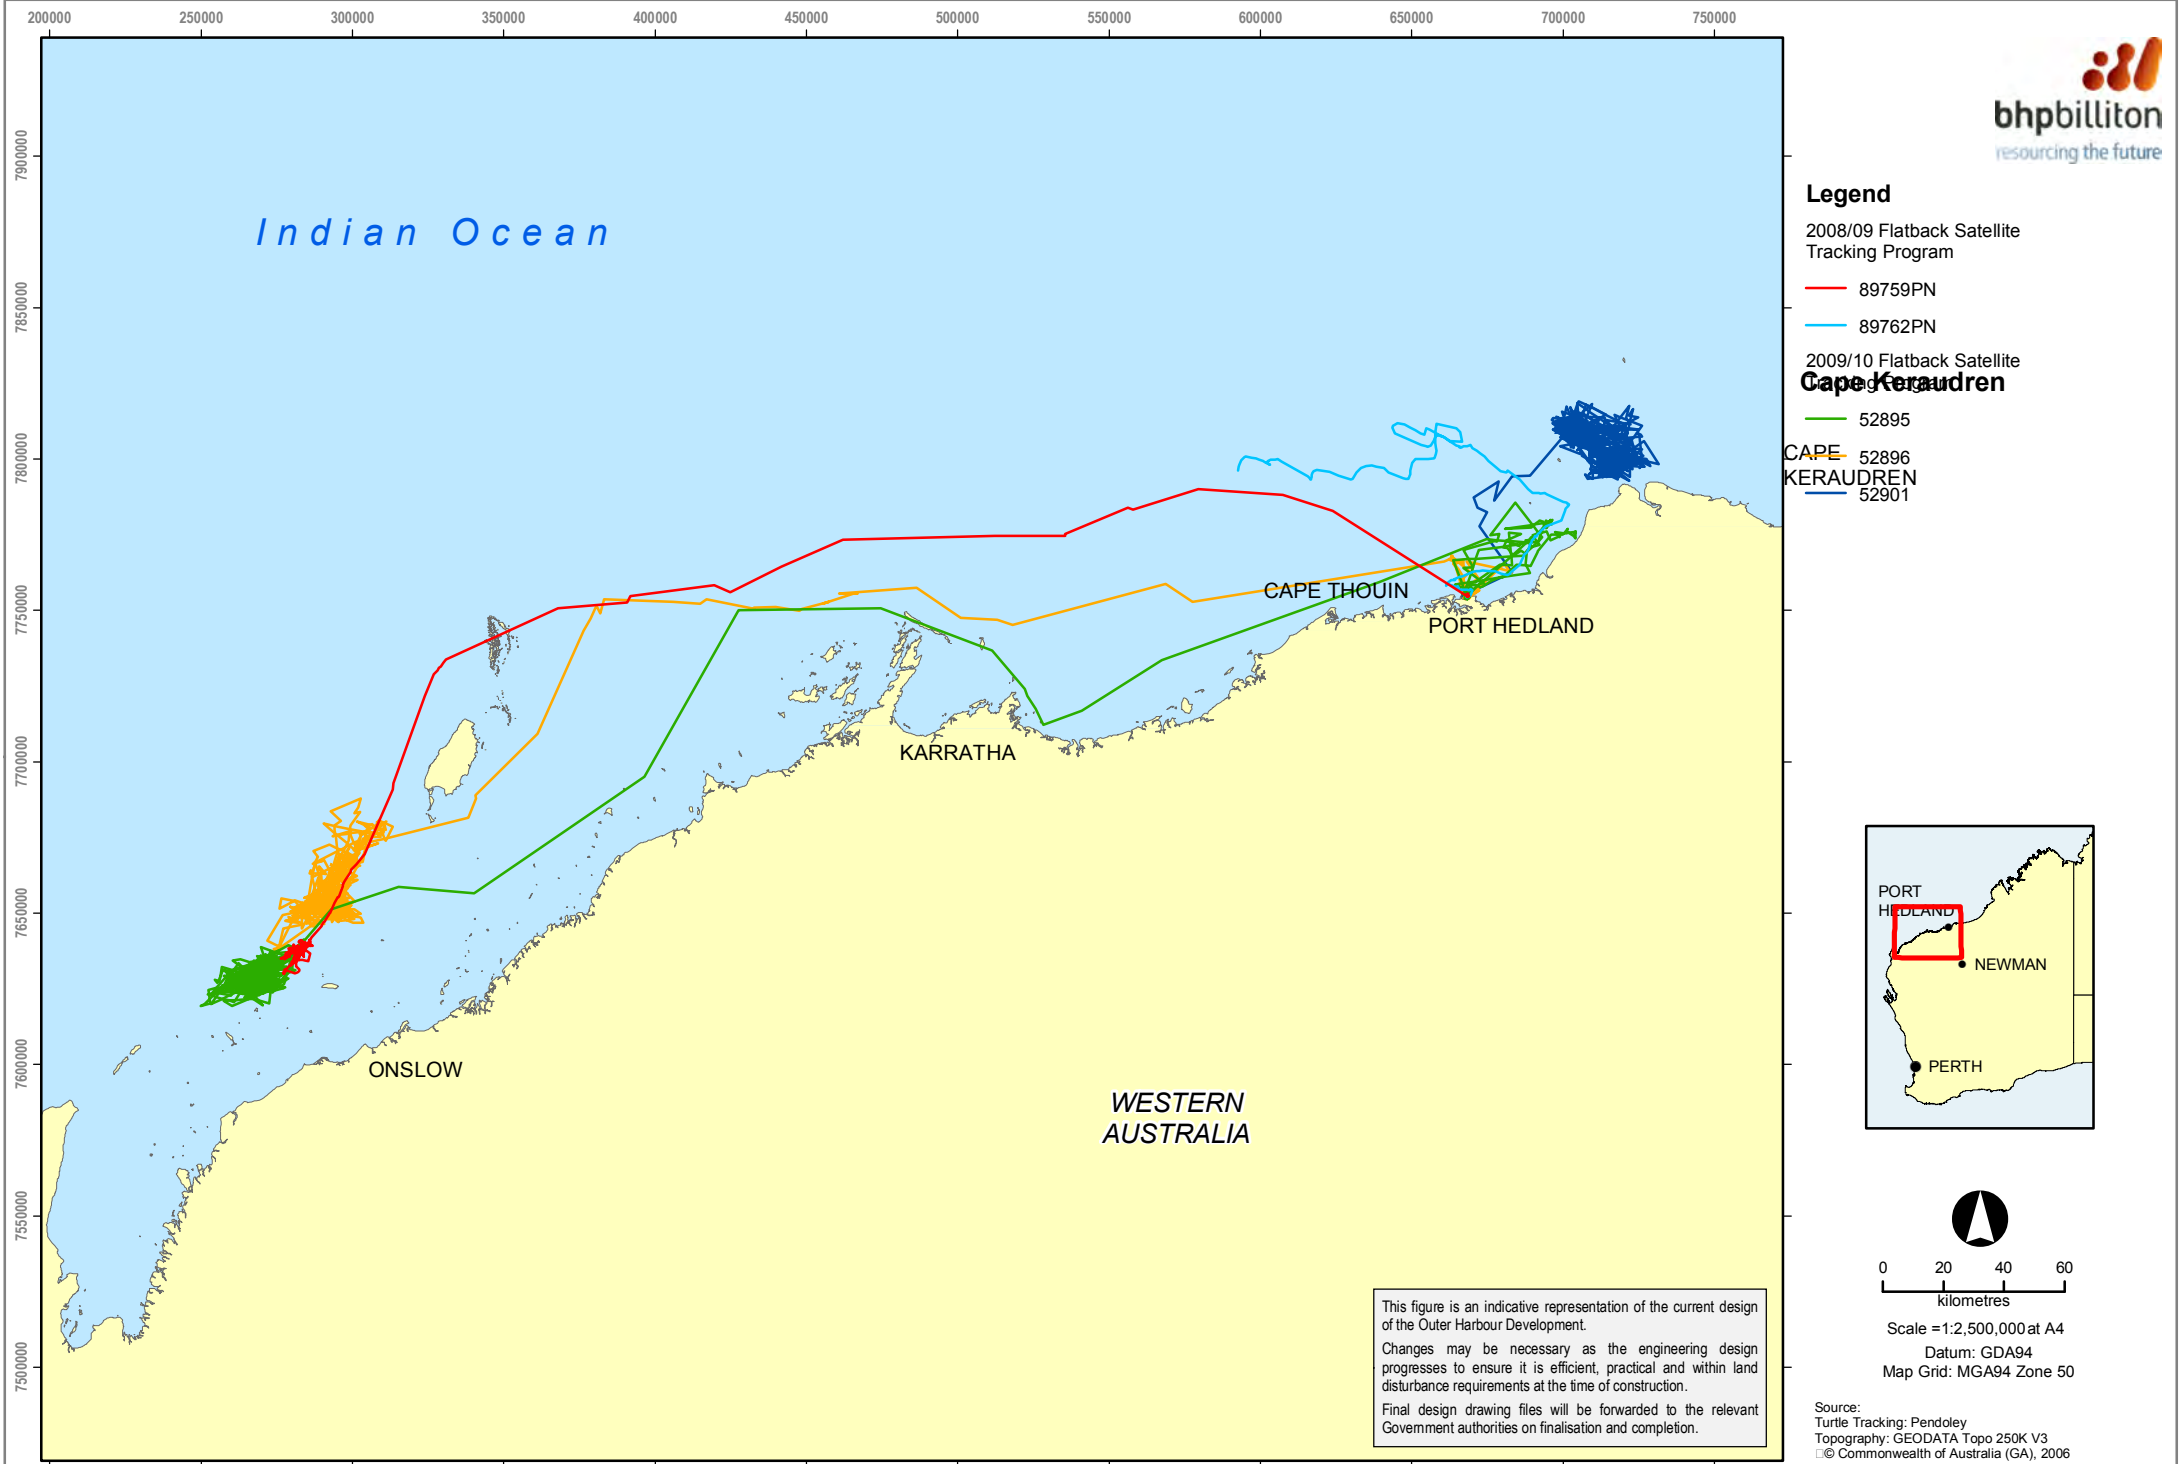 200000 250000 300000 350000 400000 450000 500000 550000 600000 650000 700000 750000
7900000
7850000
7800000
7750000
7700000
7650000
7600000
7550000
7500000
Indian Ocean
CAPE THOUIN
PORT HEDLAND
KARRATHA
ONSLOW
WESTERN
AUSTRALIA
This figure is an indicative representation of the current design
of the Outer Harbour Development.
Changes may be necessary as the engineering design
progresses to ensure it is efficient, practical and within land
disturbance requirements at the time of construction.
Final design drawing files will be forwarded to the relevant
Government authorities on finalisation and completion.
bhpbilliton
resourcing the future
Legend
2008/09 Flatback Satellite
Tracking Program
89759PN
89762PN
2009/10 Flatback Satellite
Tracking Program
Cape Keraudren
52895
CAPE
KERAUDREN
52896
52901
PORT
HEDLAND
NEWMAN
PERTH
0 20 40 60
kilometres
Scale =1:2,500,000 at A4
Datum: GDA94
Map Grid: MGA94 Zone 50
Source:
Turtle Tracking: Pendoley
Topography: GEODATA Topo 250K V3
© Commonwealth of Australia (GA), 2006